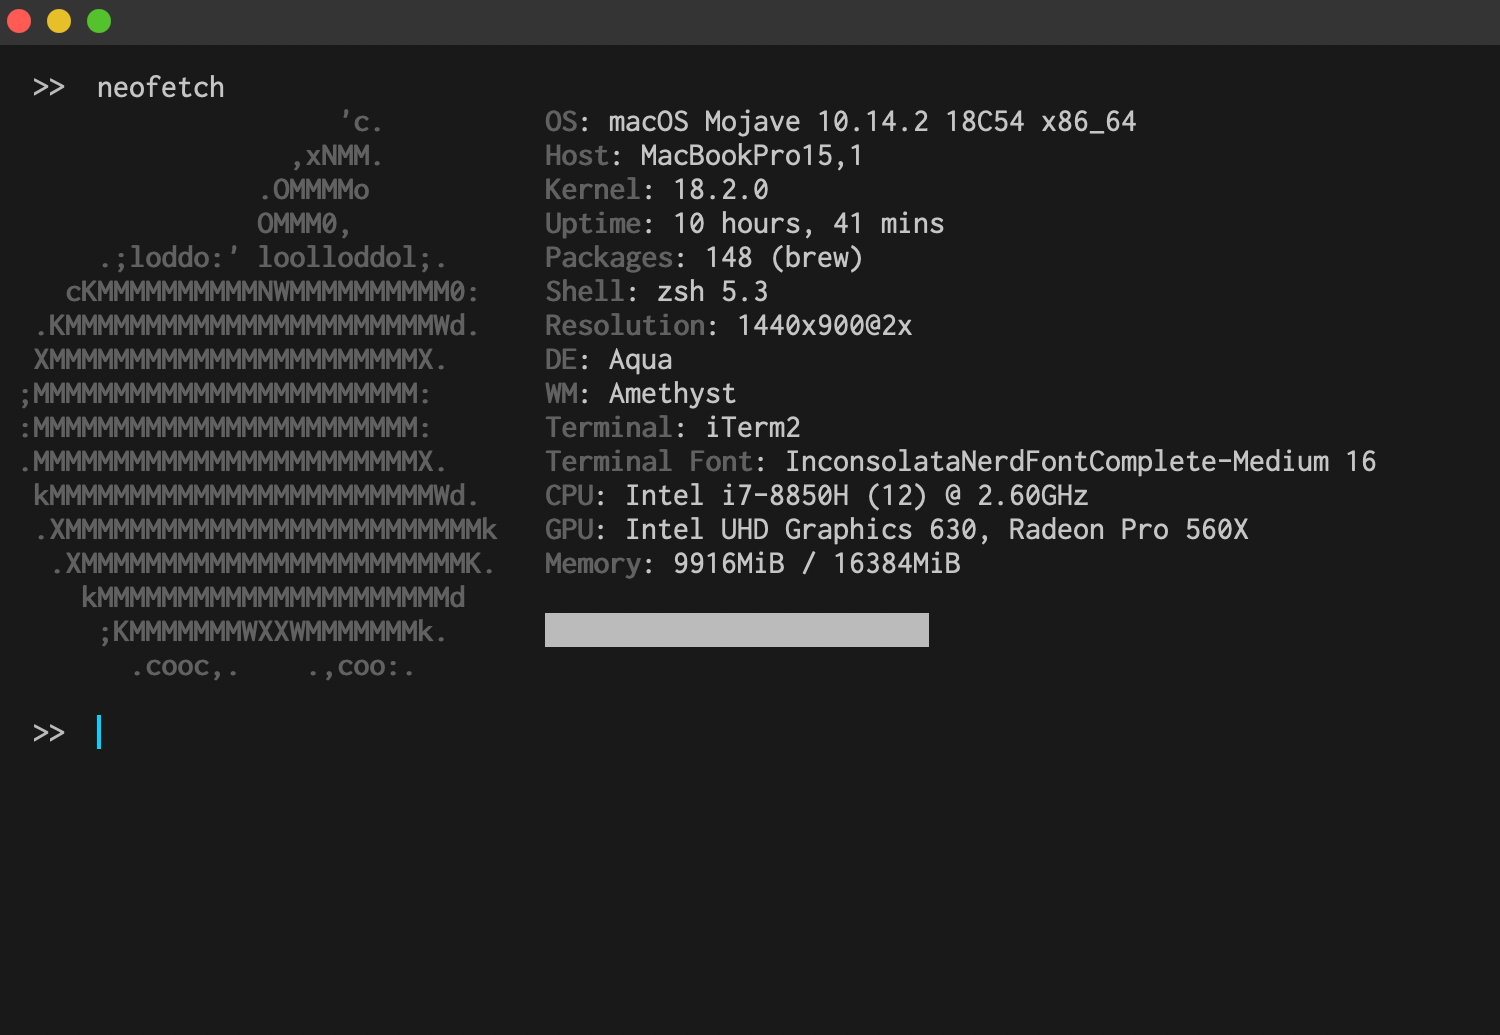 >> neofetch
'c. OS: macOS Mojave 10.14.2 18C54 x86_64
,xNMM. Host: MacBookPro15,1
.OMMMMo Kernel: 18.2.0
OMMM0, Uptime: 10 hours, 41 mins
.;loddo:' loolloddol;. Packages: 148 (brew)
cKMMMMMMMMMMNWMMMMMMMMMM0: Shell: zsh 5.3
.KMMMMMMMMMMMMMMMMMMMMMMMWd. Resolution: 1440x900@2x
XMMMMMMMMMMMMMMMMMMMMMMMX. DE: Aqua
;MMMMMMMMMMMMMMMMMMMMMMMM: WM: Amethyst
:MMMMMMMMMMMMMMMMMMMMMMMM: Terminal: iTerm2
.MMMMMMMMMMMMMMMMMMMMMMMMX. Terminal Font: InconsolataNerdFontComplete-Medium 16
kMMMMMMMMMMMMMMMMMMMMMMMMWd. CPU: Intel i7-8850H (12) @ 2.60GHz
.XMMMMMMMMMMMMMMMMMMMMMMMMMMk GPU: Intel UHD Graphics 630, Radeon Pro 560X
.XMMMMMMMMMMMMMMMMMMMMMMMMK. Memory: 9916MiB / 16384MiB
kMMMMMMMMMMMMMMMMMMMMMMd
;KMMMMMMMWXXWMMMMMMMk.
.cooc,. .,coo:.
>>